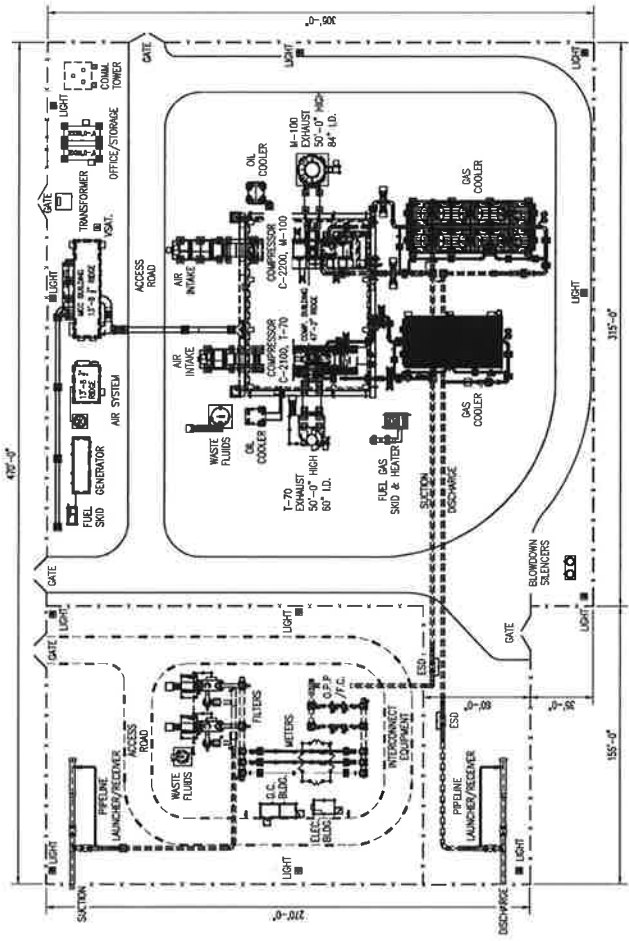 470'-0"
305'-0"
315'-0"
155'-0"
210'-0"
60'-0"
35'-0"
GATE
LIGHT
COMM.
TOWER
OFFICE/STORAGE
GATE
TRANSFORMER
VSAT.
LIGHT
MCC BUILDING
RIDGE
ACCESS
ROAD
AIR SYSTEM
RIDGE
GENERATOR
FUEL
SKID
GATE
LIGHT
AIR
INTAKE
OIL
COOLER
M-100
EXHAUST
50'-0" HIGH
84" I.D.
COMPRESSOR
C-2200, M-100
COMP. BUILDING
RIDGE
COMPRESSOR
C-2100, T-70
AIR
INTAKE
WASTE
FLUIDS
OIL
COOLER
T-70
EXHAUST
50'-0" HIGH
60" I.D.
GAS
COOLER
GAS
COOLER
FUEL GAS
SKID & HEATER
SUCTION
DISCHARGE
LIGHT
LIGHT
BLOWDOWN
SILENCERS
LIGHT
GATE
GATE
LIGHT
ACCESS
ROAD
WASTE
FLUIDS
FILTERS
METERS
O.P.P
/F.C.
INTERCONNECT
EQUIPMENT
ESD
ESD
BLDG.
ELEC.
BLDG.
PIPELINE
LAUNCHER/RECEIVER
PIPELINE
LAUNCHER/RECEIVER
LIGHT
LIGHT
LIGHT
LIGHT
SUCTION
DISCHARGE